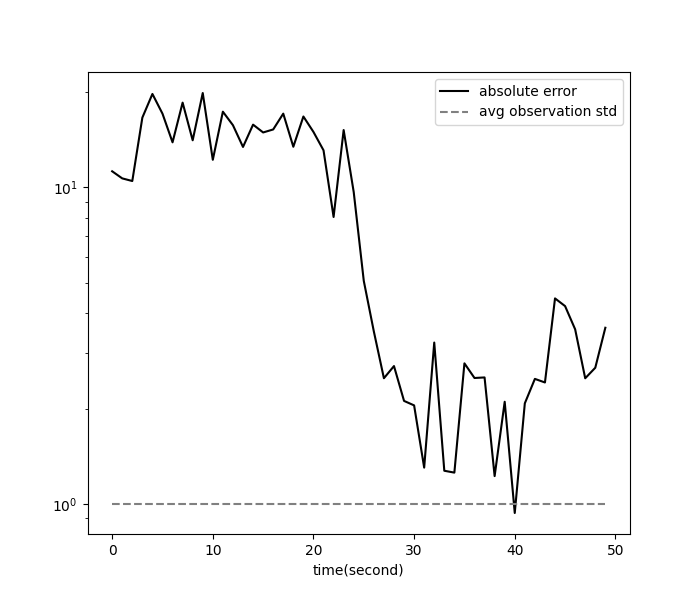 absolute error
avg observation std
10¹
10⁰
0 10 20 30 40 50
time(second)